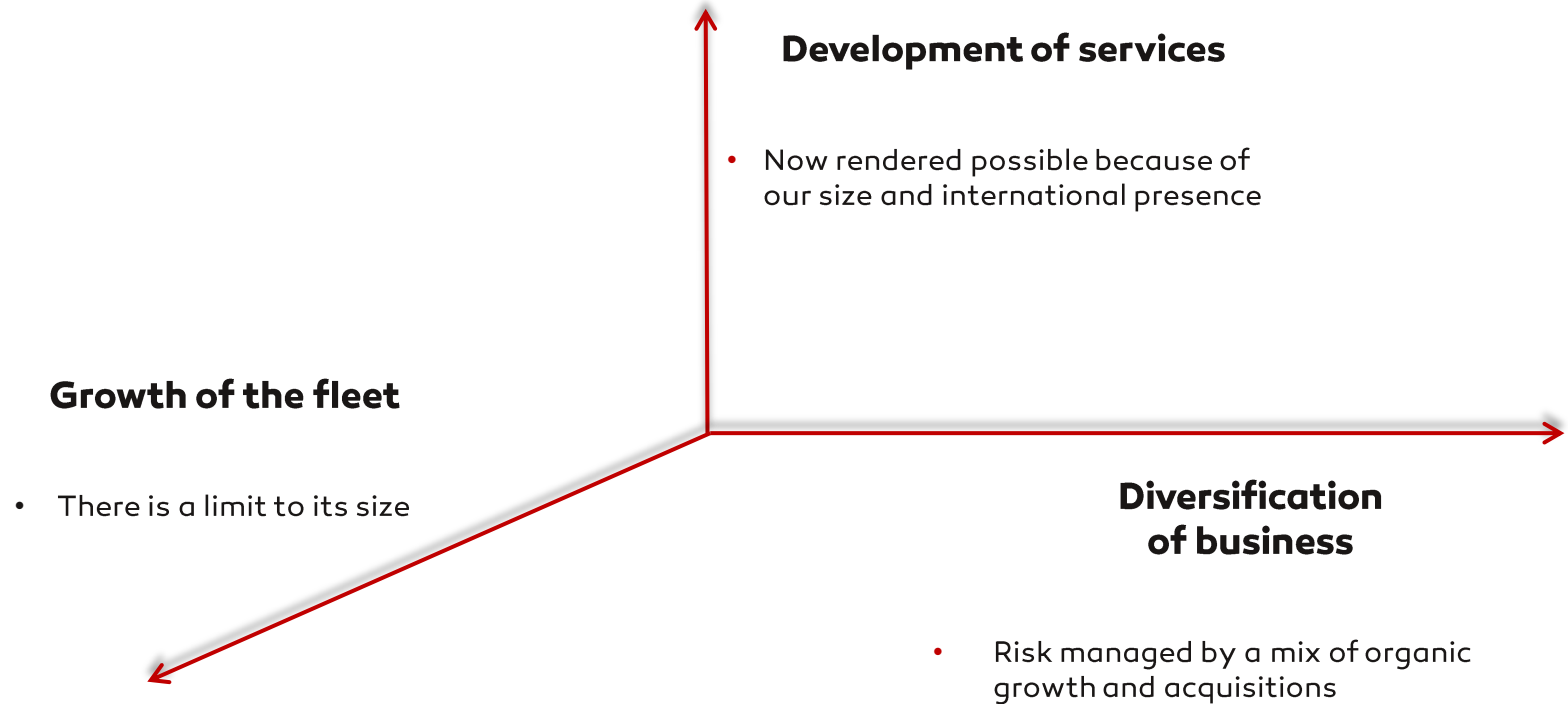 Development of services
• Now rendered possible because of
our size and international presence
Growth of the fleet
• There is a limit to its size
Diversification
of business
• Risk managed by a mix of organic
growth and acquisitions